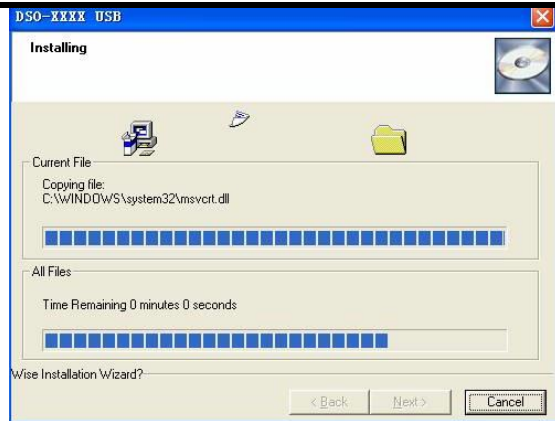 DSO-XXXX USB
Installing
Current File
Copying file:
C:\WINDOWS\system32\msvcrt.dll
All Files
Time Remaining 0 minutes 0 seconds
Wise Installation Wizard?
< Back Next > Cancel